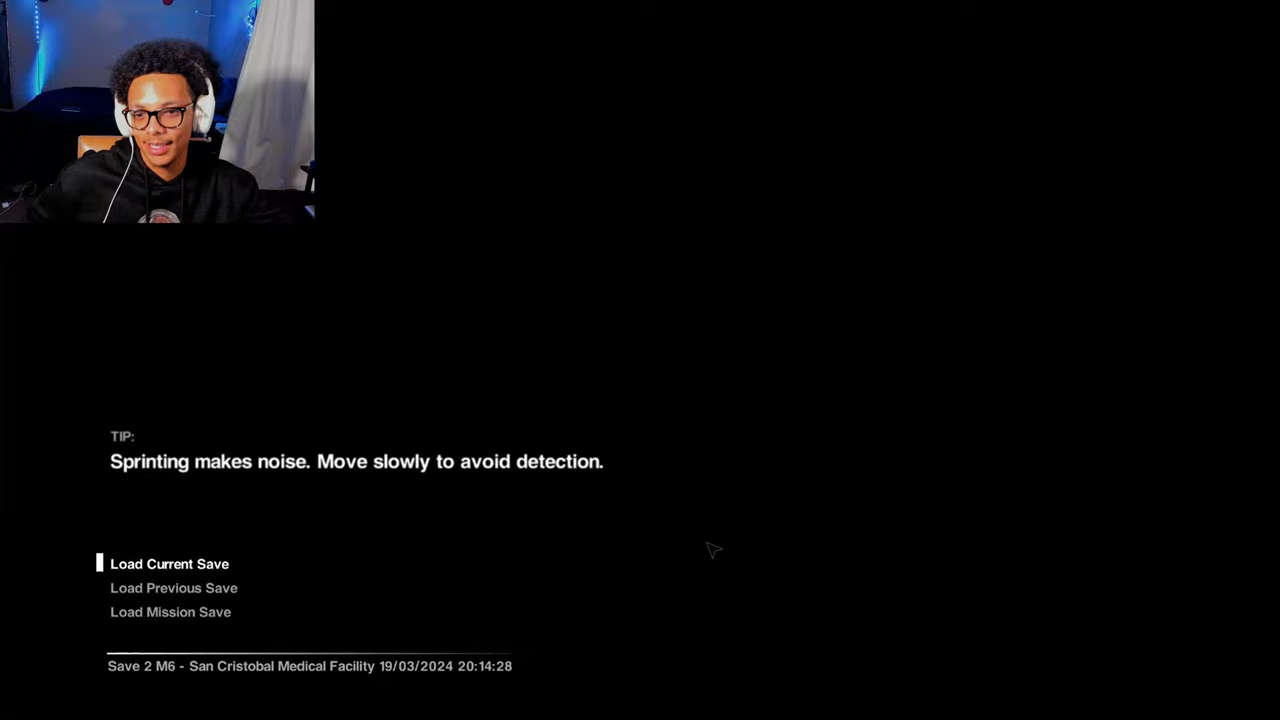 TIP:
Sprinting makes noise. Move slowly to avoid detection.
Load Current Save
Load Previous Save
Load Mission Save
Save 2 M6 - San Cristobal Medical Facility 19/03/2024 20:14:28